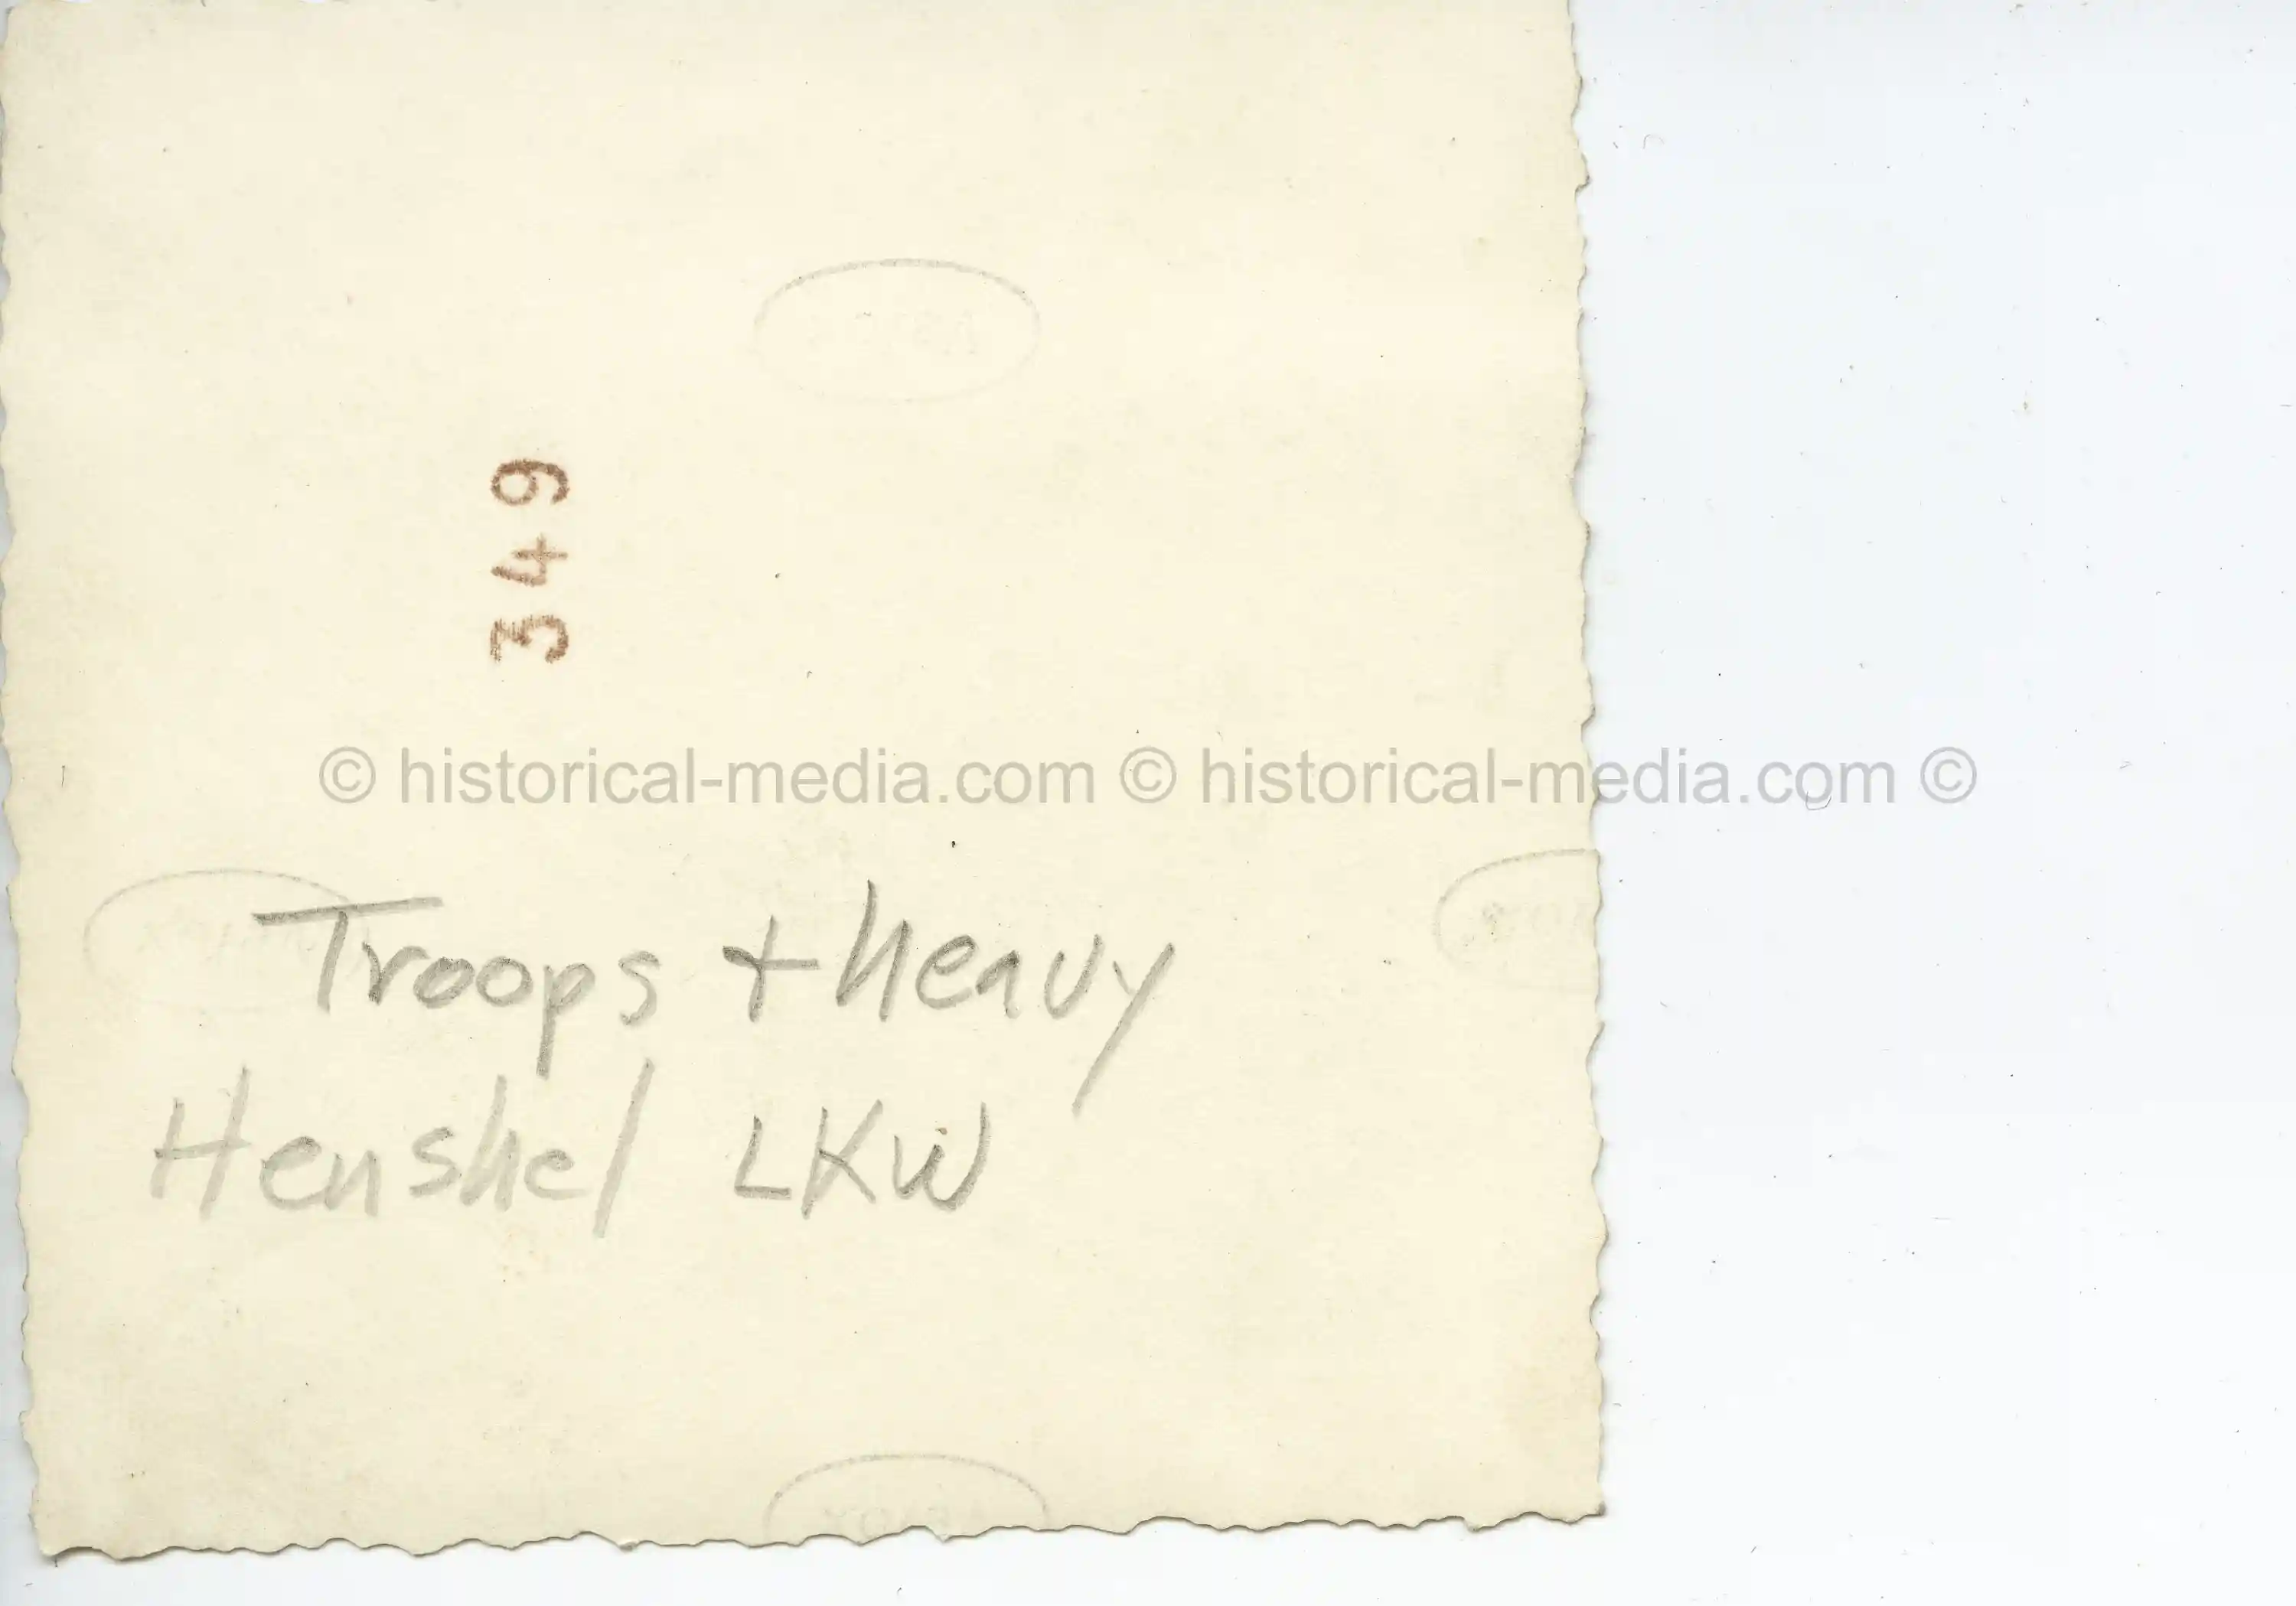 349
© historical-media.com © historical-media.com ©
Troops + heavy
Henshel LKW